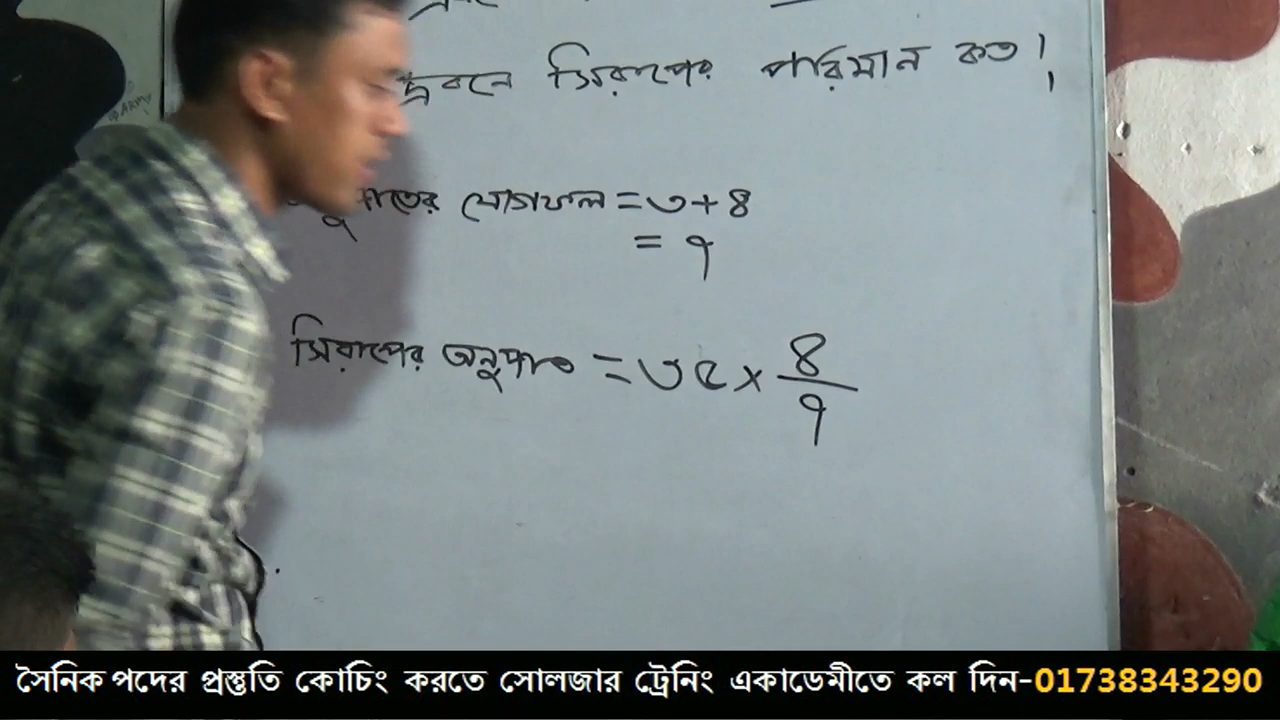 দ্রবনে সিরাপের পরিমান কত।
পাতের যোগফল = ৩+৪
= ৭
সিরাপের অনুপাত = ৩৫ × ৪/৭
সৈনিক পদের প্রস্তুতি কোচিং করতে সোলজার ট্রেনিং একাডেমীতে কল দিন-01738343290